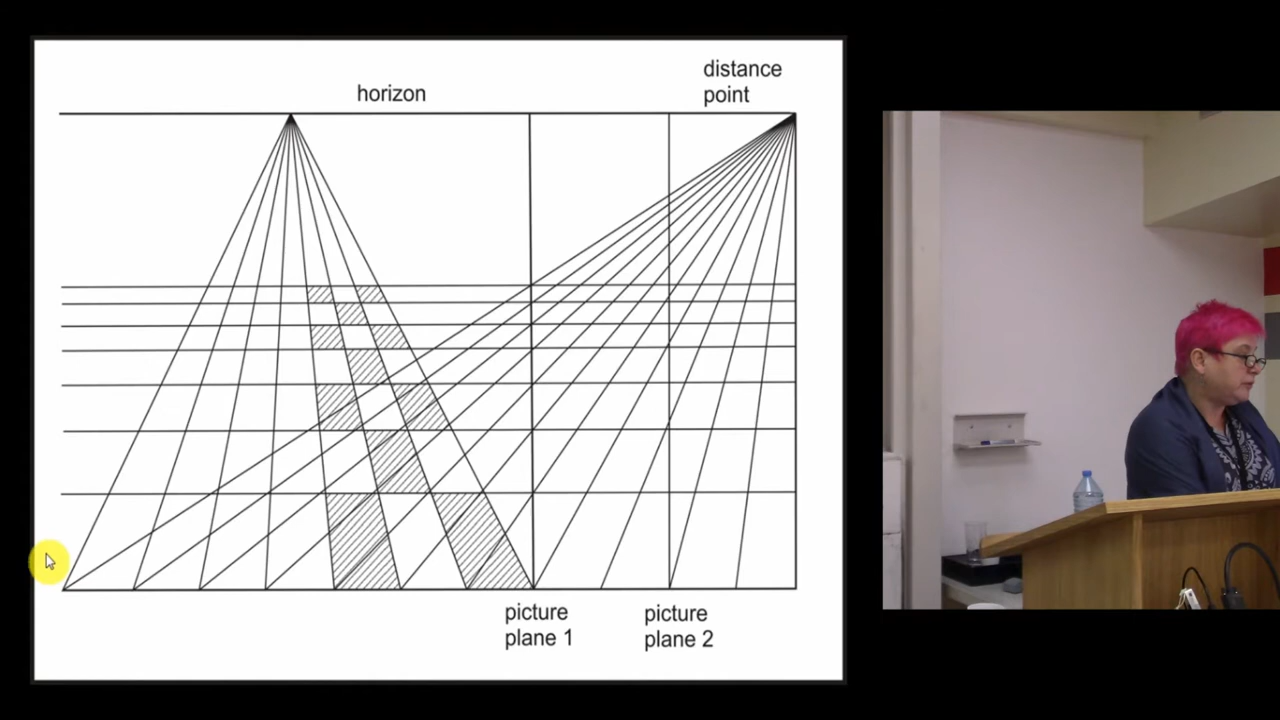 horizon
distance
point
picture
plane 1
picture
plane 2